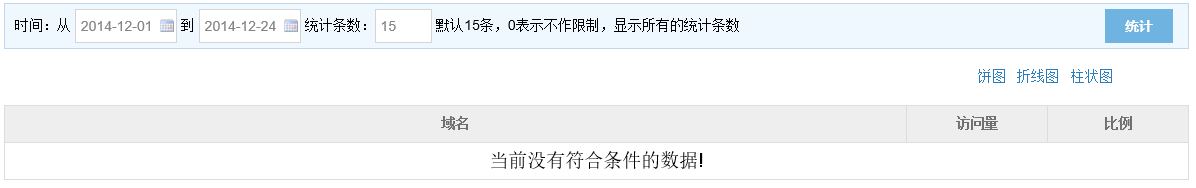 时间：从 2014-12-01 到 2014-12-24 统计条数：15 默认15条，0表示不作限制，显示所有的统计条数 统计
饼图 折线图 柱状图
域名 访问量 比例
当前没有符合条件的数据!